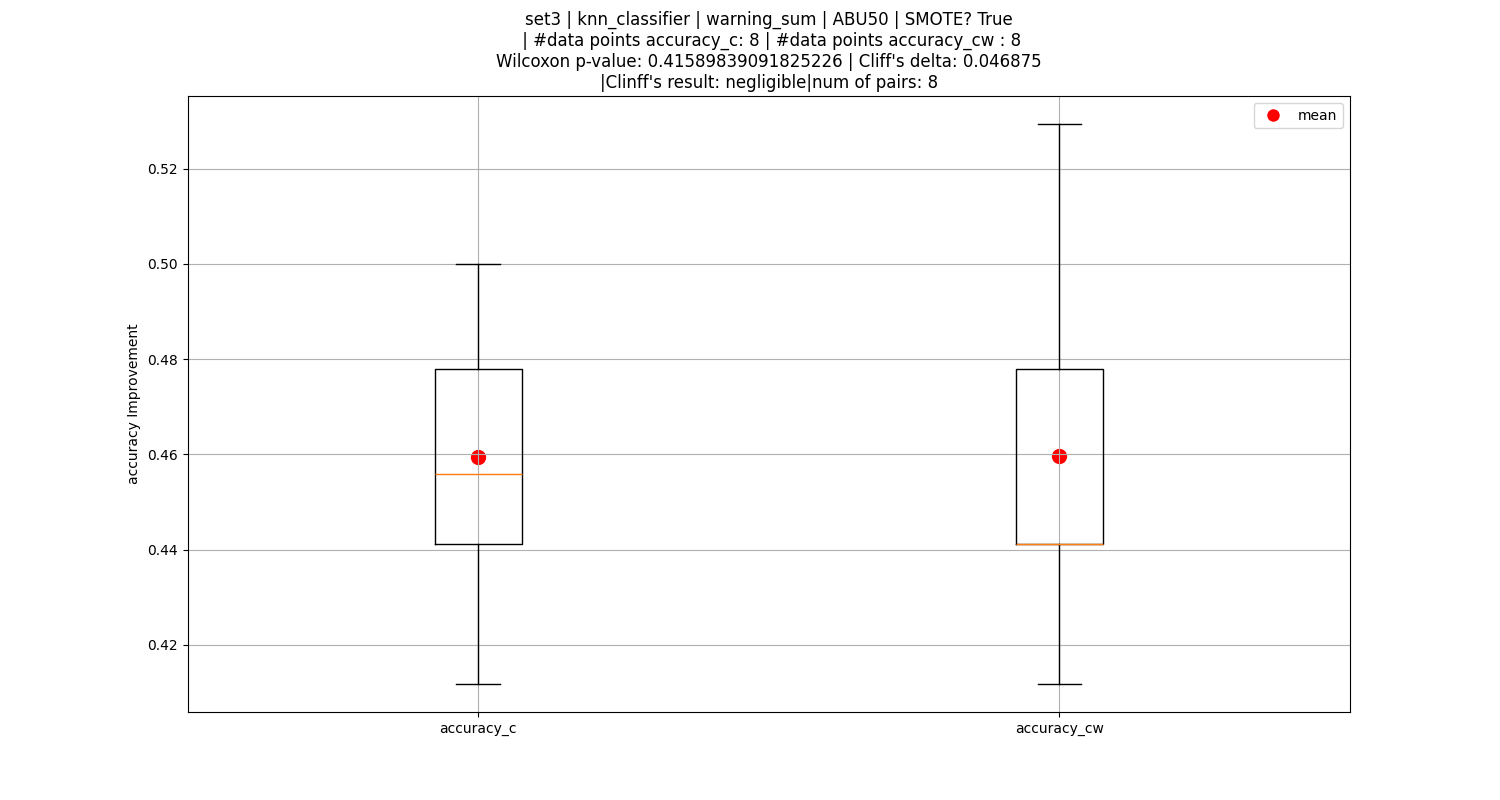 set3 | knn_classifier | warning_sum | ABU50 | SMOTE? True
| #data points accuracy_c: 8 | #data points accuracy_cw : 8
Wilcoxon p-value: 0.41589839091825226 | Cliff's delta: 0.046875
|Clinff's result: negligible|num of pairs: 8
mean
0.52
0.50
0.48
0.46
0.44
0.42
accuracy Improvement
accuracy_c
accuracy_cw